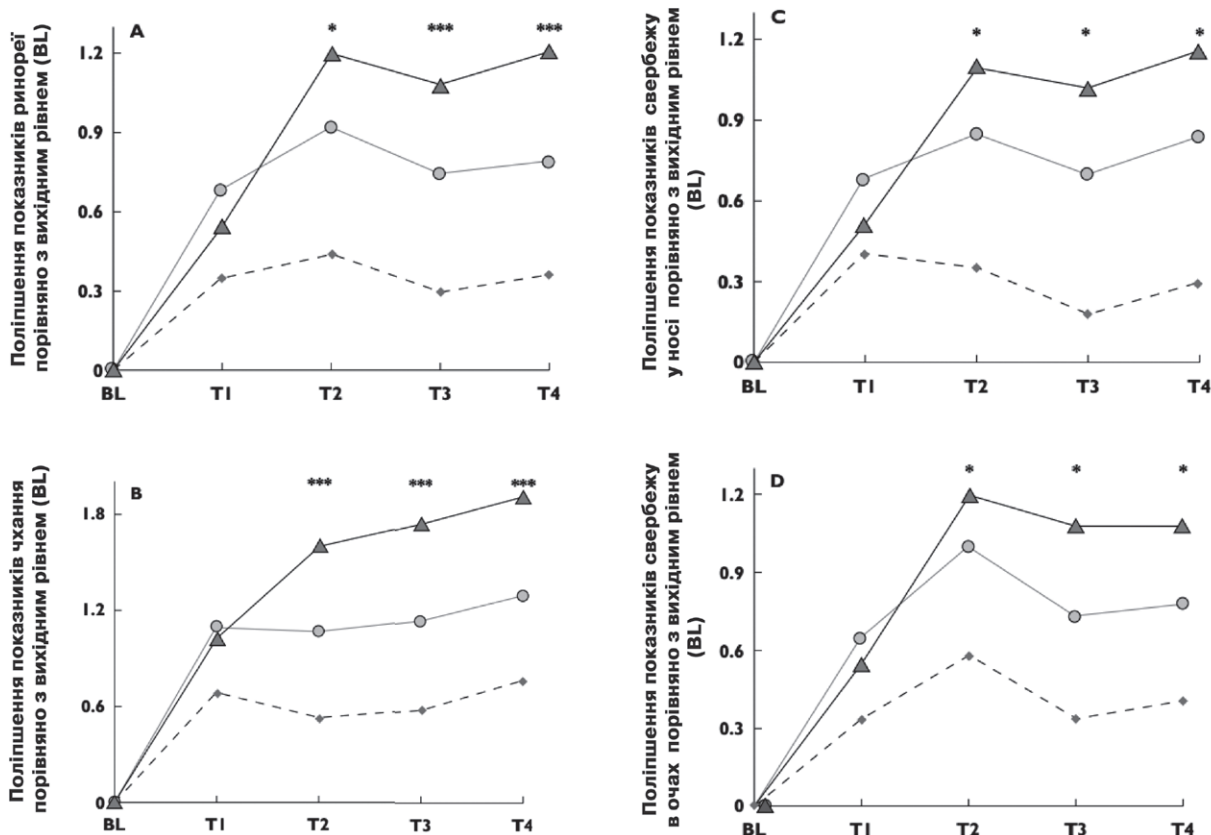 Поліпшення показників ринореї
порівняно з вихідним рівнем (BL)
A
* *** ***
1.2
0.9
0.6
0.3
0
BL T1 T2 T3 T4
Поліпшення показників свербежу
у носі порівняно з вихідним рівнем
(BL)
C
* * *
1.2
0.9
0.6
0.3
0
BL T1 T2 T3 T4
Поліпшення показників чхання
порівняно з вихідним рівнем (BL)
B
*** *** ***
1.8
1.2
0.6
0
BL T1 T2 T3 T4
Поліпшення показників свербежу
в очах порівняно з вихідним рівнем
(BL)
D
* * *
1.2
0.9
0.6
0.3
0
BL T1 T2 T3 T4